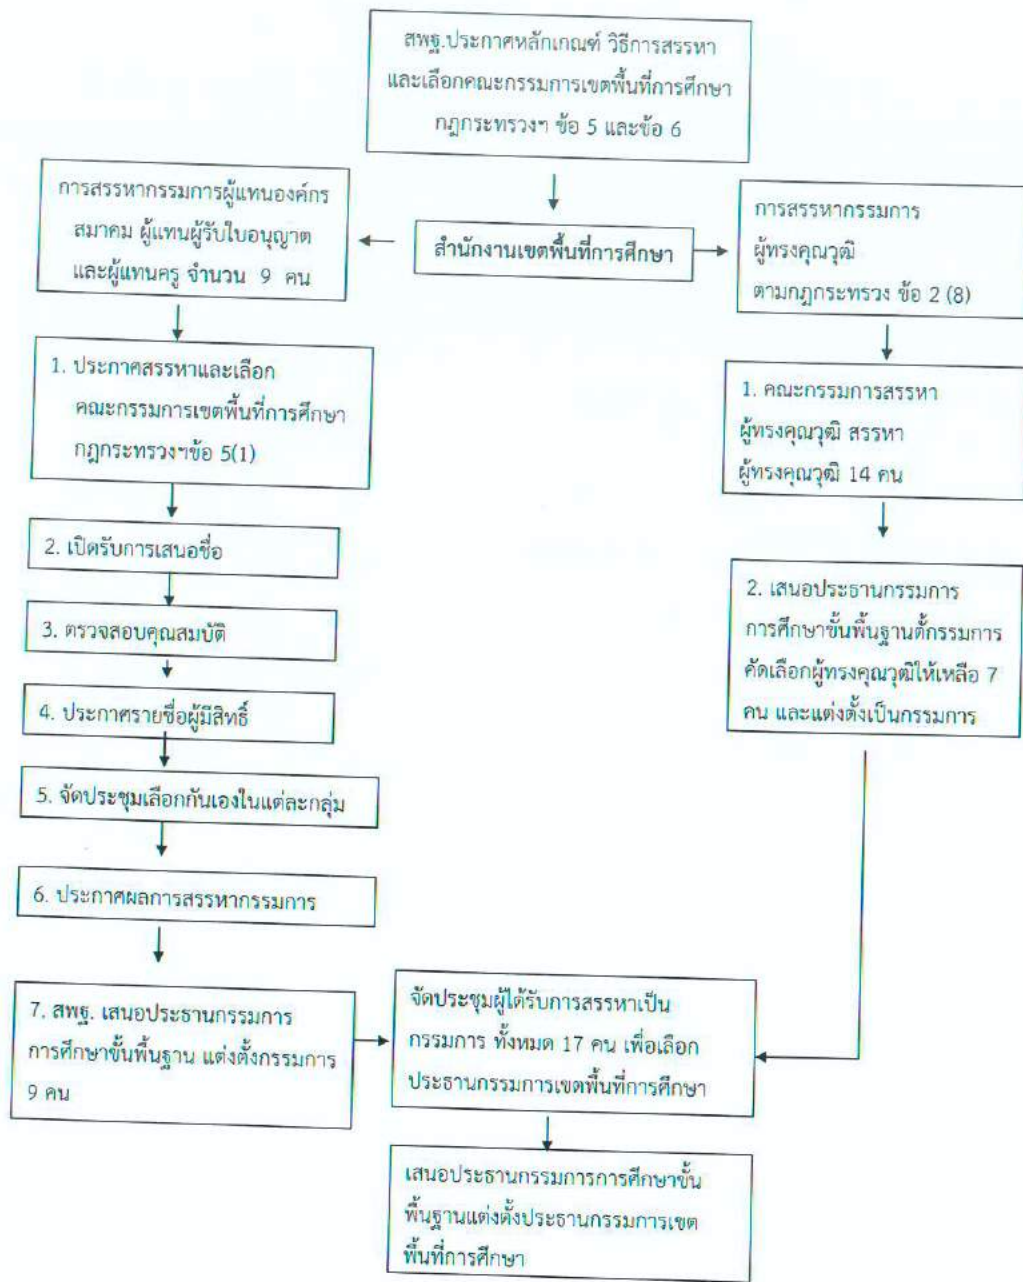 สพฐ.ประกาศหลักเกณฑ์ วิธีการสรรหา
และเลือกคณะกรรมการเขตพื้นที่การศึกษา
กฎกระทรวงฯ ข้อ 5 และข้อ 6
การสรรหากรรมการผู้แทนองค์กร
สมาคม ผู้แทนผู้รับใบอนุญาต
และผู้แทนครู จำนวน 9 คน
สำนักงานเขตพื้นที่การศึกษา
การสรรหากรรมการ
ผู้ทรงคุณวุฒิ
ตามกฎกระทรวง ข้อ 2 (8)
1. ประกาศสรรหาและเลือก
คณะกรรมการเขตพื้นที่การศึกษา
กฎกระทรวงฯข้อ 5(1)
2. เปิดรับการเสนอชื่อ
3. ตรวจสอบคุณสมบัติ
4. ประกาศรายชื่อผู้มีสิทธิ์
5. จัดประชุมเลือกกันเองในแต่ละกลุ่ม
6. ประกาศผลการสรรหากรรมการ
7. สพฐ. เสนอประธานกรรมการ
การศึกษาขั้นพื้นฐาน แต่งตั้งกรรมการ
9 คน
1. คณะกรรมการสรรหา
ผู้ทรงคุณวุฒิ สรรหา
ผู้ทรงคุณวุฒิ 14 คน
2. เสนอประธานกรรมการ
การศึกษาขั้นพื้นฐานตั้กรรมการ
คัดเลือกผู้ทรงคุณวุฒิให้เหลือ 7
คน และแต่งตั้งเป็นกรรมการ
จัดประชุมผู้ได้รับการสรรหาเป็น
กรรมการ ทั้งหมด 17 คน เพื่อเลือก
ประธานกรรมการเขตพื้นที่การศึกษา
เสนอประธานกรรมการการศึกษาขั้น
พื้นฐานแต่งตั้งประธานกรรมการเขต
พื้นที่การศึกษา